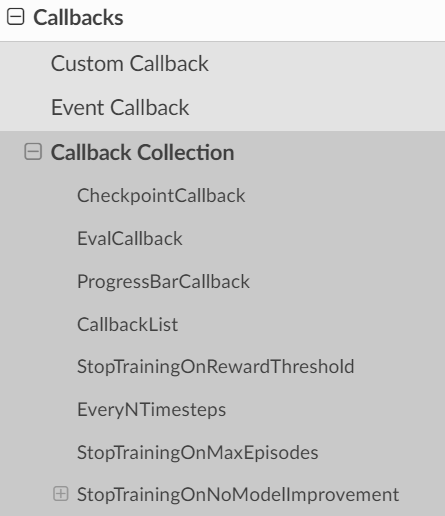 Callbacks
Custom Callback
Event Callback
Callback Collection
CheckpointCallback
EvalCallback
ProgressBarCallback
CallbackList
StopTrainingOnRewardThreshold
EveryNTimesteps
StopTrainingOnMaxEpisodes
StopTrainingOnNoModelImprovement